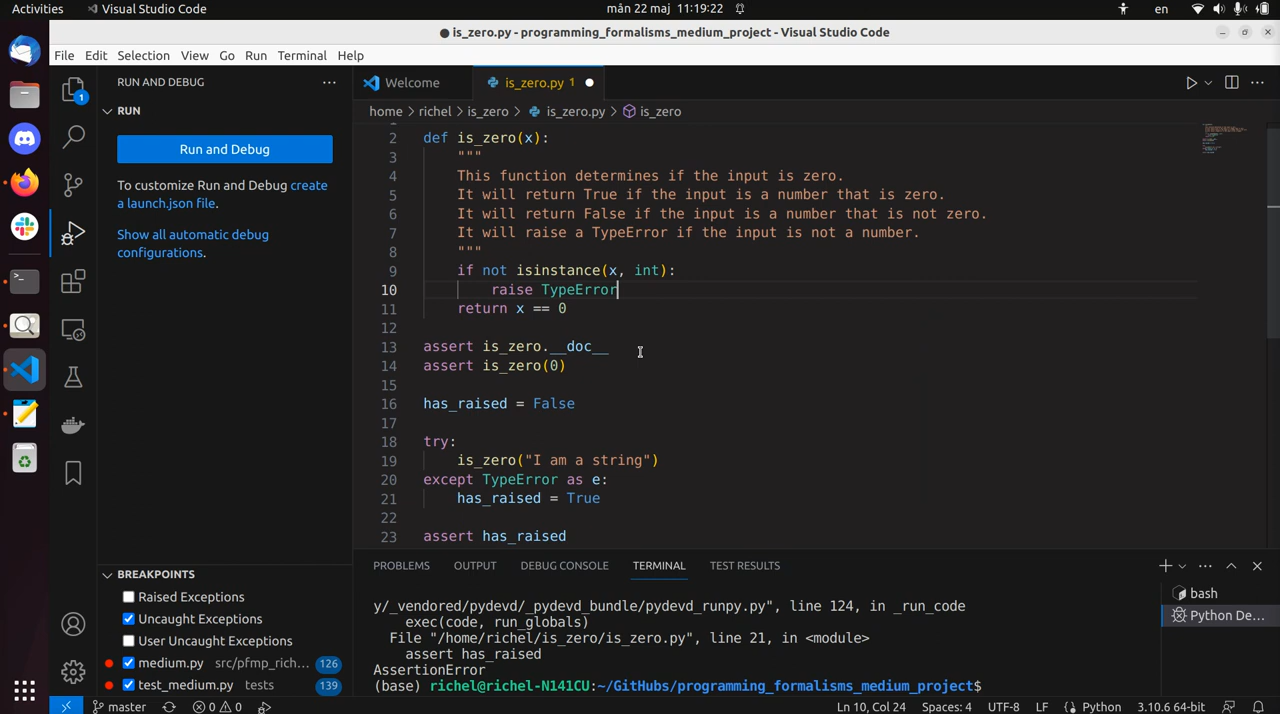 Activities
Visual Studio Code
mån 22 maj 11:19:22
en
is_zero.py - programming_formalisms_medium_project - Visual Studio Code
File Edit Selection View Go Run Terminal Help
RUN AND DEBUG
RUN
Run and Debug
To customize Run and Debug create
a launch.json file.
Show all automatic debug
configurations.
1
Welcome
is_zero.py 1
home > richel > is_zero > is_zero.py > is_zero
2 def is_zero(x):
3 """
4 This function determines if the input is zero.
5 It will return True if the input is a number that is zero.
6 It will return False if the input is a number that is not zero.
7 It will raise a TypeError if the input is not a number.
8 """
9 if not isinstance(x, int):
10 raise TypeError
11 return x == 0
12
13 assert is_zero.__doc__
14 assert is_zero(0)
15
16 has_raised = False
17
18 try:
19 is_zero("I am a string")
20 except TypeError as e:
21 has_raised = True
22
23 assert has_raised
BREAKPOINTS
Raised Exceptions
Uncaught Exceptions
User Uncaught Exceptions
medium.py src/pfmp_rich... 126
test_medium.py tests 139
PROBLEMS OUTPUT DEBUG CONSOLE TERMINAL TEST RESULTS
y/_vendored/pydevd/_pydevd_bundle/pydevd_runpy.py", line 124, in _run_code
exec(code, run_globals)
File "/home/richel/is_zero/is_zero.py", line 21, in <module>
assert has_raised
AssertionError
(base) richel@richel-N141CU:~/GitHubs/programming_formalisms_medium_project$
bash
Python De...
master 0 0 Ln 10, Col 24 Spaces: 4 UTF-8 LF Python 3.10.6 64-bit